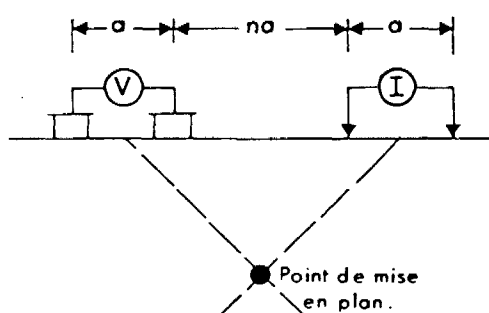 a na a
V I
Point de mise
en plan.